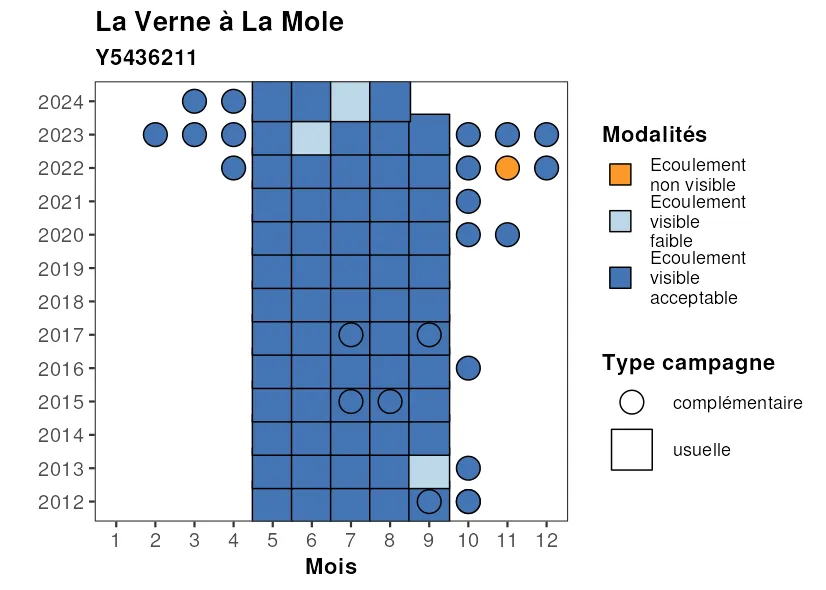 La Verne à La Mole
Y5436211
2024
2023
2022
2021
2020
2019
2018
2017
2016
2015
2014
2013
2012
1 2 3 4 5 6 7 8 9 10 11 12
Mois
Modalités
Ecoulement
non visible
Ecoulement
visible
faible
Ecoulement
visible
acceptable
Type campagne
complémentaire
usuelle